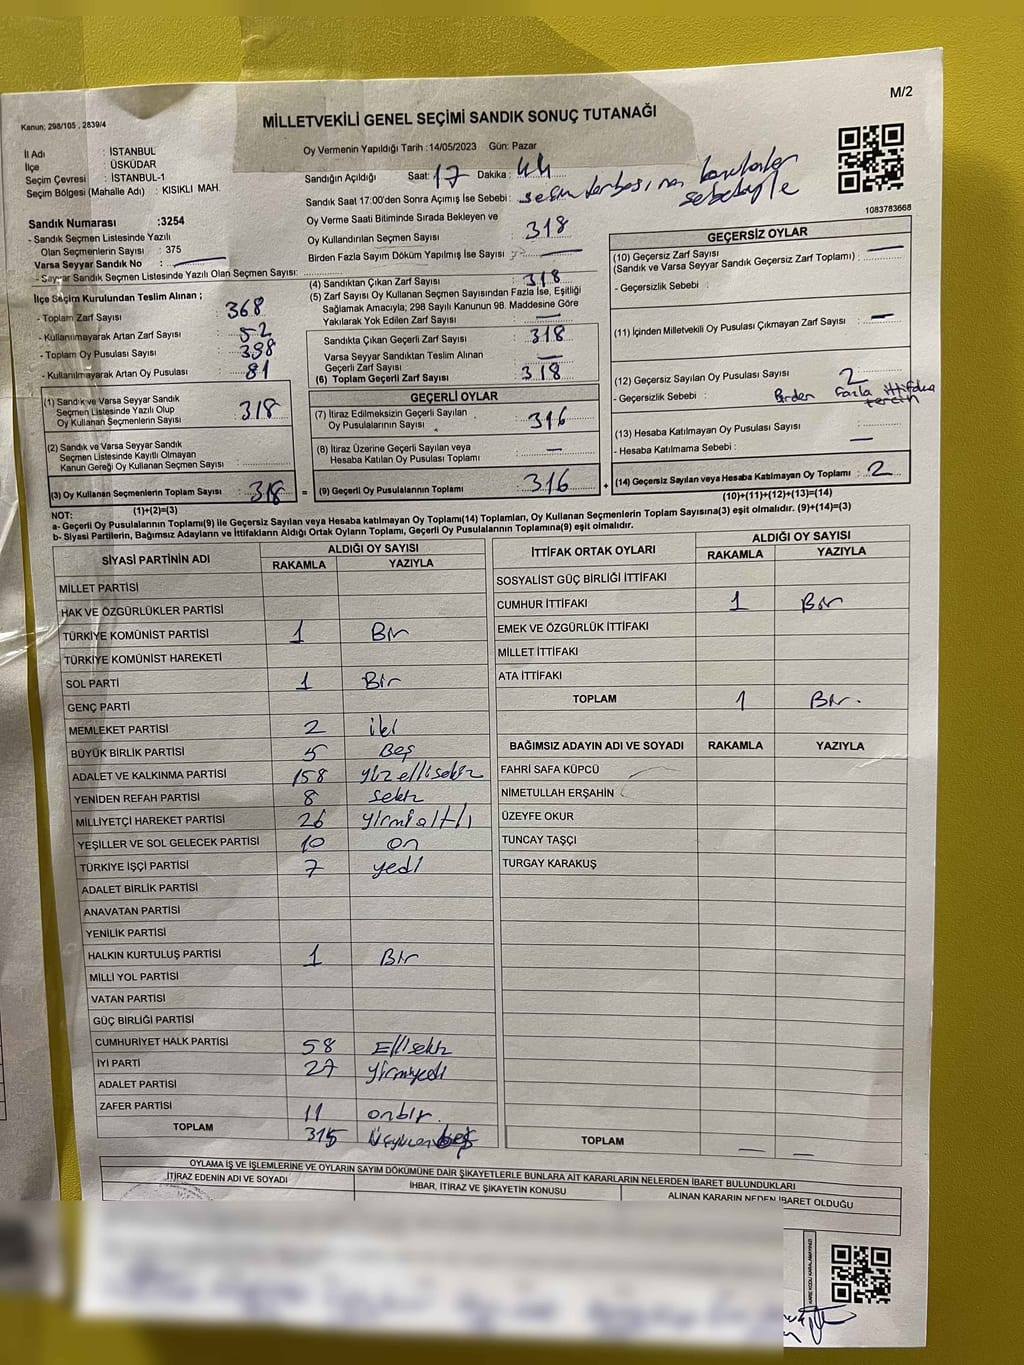 M/2
Kanun; 298/105 , 2839/4
MİLLETVEKİLİ GENEL SEÇİMİ SANDIK SONUÇ TUTANAĞI
İl Adı : İSTANBUL
İlçe : ÜSKÜDAR
Seçim Çevresi : İSTANBUL-1
Seçim Bölgesi (Mahalle Adı) : KISIKLI MAH.
Sandık Numarası :3254
- Sandık Seçmen Listesinde Yazılı
Olan Seçmenlerin Sayısı : 375
Varsa Seyyar Sandık No :
- Seyyar Sandık Seçmen Listesinde Yazılı Olan Seçmen Sayısı:
Oy Vermenin Yapıldığı Tarih :14/05/2023 Gün: Pazar
Sandığın Açıldığı Saat: 17 Dakika: 44
Sandık Saat 17:00'den Sonra Açımış İse Sebebi: seçim torbasının sebebiyle
Oy Verme Saati Bitiminde Sırada Bekleyen ve
Oy Kullandırılan Seçmen Sayısı 318
Birden Fazla Sayım Döküm Yapılmış İse Sayısı : —
1083783668
İlçe Seçim Kurulundan Teslim Alınan ;
- Toplam Zarf Sayısı : 368
- Kullanılmayarak Artan Zarf Sayısı : 52
- Toplam Oy Pusulası Sayısı : 398
- Kullanılmayarak Artan Oy Pusulası : 81
(1) Sandık ve Varsa Seyyar Sandık
Seçmen Listesinde Yazılı Olup
Oy Kullanan Seçmenlerin Sayısı : 318
(2) Sandık ve Varsa Seyyar Sandık
Seçmen Listesinde Kayıtlı Olmayan
Kanun Gereği Oy Kullanan Seçmen Sayısı :
(3) Oy Kullanan Seçmenlerin Toplam Sayısı : 318
(1)+(2)=(3)
(4) Sandıktan Çıkan Zarf Sayısı : 318
(5) Zarf Sayısı Oy Kullanan Seçmen Sayısından Fazla İse, Eşitliği
Sağlamak Amacıyla; 298 Sayılı Kanunun 98. Maddesine Göre
Yakılarak Yok Edilen Zarf Sayısı : —
Sandıkta Çıkan Geçerli Zarf Sayısı : 318
Varsa Seyyar Sandıktan Teslim Alınan
Geçerli Zarf Sayısı : —
(6) Toplam Geçerli Zarf Sayısı : 318
GEÇERLİ OYLAR
(7) İtiraz Edilmeksizin Geçerli Sayılan
Oy Pusulalarının Sayısı : 316
(8) İtiraz Üzerine Geçerli Sayılan veya
Hesaba Katılan Oy Pusulası Toplamı : —
= (9) Geçerli Oy Pusulalarının Toplamı : 316
GEÇERSİZ OYLAR
(10) Geçersiz Zarf Sayısı : —
(Sandık ve Varsa Seyyar Sandık Geçersiz Zarf Toplamı)
- Geçersizlik Sebebi :
(11) İçinden Milletvekili Oy Pusulası Çıkmayan Zarf Sayısı : —
(12) Geçersiz Sayılan Oy Pusulası Sayısı : 2
- Geçersizlik Sebebi : Birden fazla ittifaka
tercih
(13) Hesaba Katılmayan Oy Pusulası Sayısı : —
- Hesaba Katılmama Sebebi :
+ (14) Geçersiz Sayılan veya Hesaba Katılmayan Oy Toplamı : 2
(10)+(11)+(12)+(13)=(14)
NOT:
a- Geçerli Oy Pusulalarının Toplamı(9) ile Geçersiz Sayılan veya Hesaba katılmayan Oy Toplamı(14) Toplamları, Oy Kullanan Seçmenlerin Toplam Sayısına(3) eşit olmalıdır. (9)+(14)=(3)
b- Siyasi Partilerin, Bağımsız Adayların ve İttifakların Aldığı Ortak Oyların Toplamı, Geçerli Oy Pusulalarının Toplamına(9) eşit olmalıdır.
SİYASİ PARTİNİN ADI ALDIĞI OY SAYISI
RAKAMLA YAZIYLA
MİLLET PARTİSİ
HAK VE ÖZGÜRLÜKLER PARTİSİ
TÜRKİYE KOMÜNİST PARTİSİ 1 Bir
TÜRKİYE KOMÜNİST HAREKETİ
SOL PARTİ 1 Bir
GENÇ PARTİ
MEMLEKET PARTİSİ 2 iki
BÜYÜK BİRLİK PARTİSİ 5 Beş
ADALET VE KALKINMA PARTİSİ 158 yüzellisekiz
YENİDEN REFAH PARTİSİ 8 sekiz
MİLLİYETÇİ HAREKET PARTİSİ 26 yirmialtı
YEŞİLLER VE SOL GELECEK PARTİSİ 10 on
TÜRKİYE İŞÇİ PARTİSİ 7 yedi
ADALET BİRLİK PARTİSİ
ANAVATAN PARTİSİ
YENİLİK PARTİSİ
HALKIN KURTULUŞ PARTİSİ 1 Bir
MİLLİ YOL PARTİSİ
VATAN PARTİSİ
GÜÇ BİRLİĞİ PARTİSİ
CUMHURİYET HALK PARTİSİ 58 Ellisekiz
İYİ PARTİ 27 yirmiyedi
ADALET PARTİSİ
ZAFER PARTİSİ 11 onbir
TOPLAM 315 Üçyüzonbeş
İTTİFAK ORTAK OYLARI ALDIĞI OY SAYISI
RAKAMLA YAZIYLA
SOSYALİST GÜÇ BİRLİĞİ İTTİFAKI
CUMHUR İTTİFAKI 1 Bir
EMEK VE ÖZGÜRLÜK İTTİFAKI
MİLLET İTTİFAKI
ATA İTTİFAKI
TOPLAM 1 Bir.
BAĞIMSIZ ADAYIN ADI VE SOYADI RAKAMLA YAZIYLA
FAHRİ SAFA KÜPCÜ
NİMETULLAH ERŞAHİN
ÜZEYFE OKUR
TUNCAY TAŞÇI
TURGAY KARAKUŞ
TOPLAM — —
OYLAMA İŞ VE İŞLEMLERİNE VE OYLARIN SAYIM DÖKÜMÜNE DAİR ŞİKAYETLERLE BUNLARA AİT KARARLARIN NELERDEN İBARET BULUNDUKLARI
İTİRAZ EDENİN ADI VE SOYADI İHBAR, İTİRAZ VE ŞİKAYETİN KONUSU ALINAN KARARIN NEDEN İBARET OLDUĞU